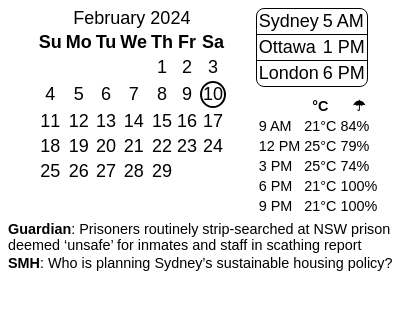 February 2024
Su Mo Tu We Th Fr Sa
1 2 3
4 5 6 7 8 9 10
11 12 13 14 15 16 17
18 19 20 21 22 23 24
25 26 27 28 29
Sydney 5 AM
Ottawa 1 PM
London 6 PM
°C ☂
9 AM 21°C 84%
12 PM 25°C 79%
3 PM 25°C 74%
6 PM 21°C 100%
9 PM 21°C 100%
Guardian: Prisoners routinely strip-searched at NSW prison
deemed ‘unsafe’ for inmates and staff in scathing report
SMH: Who is planning Sydney’s sustainable housing policy?